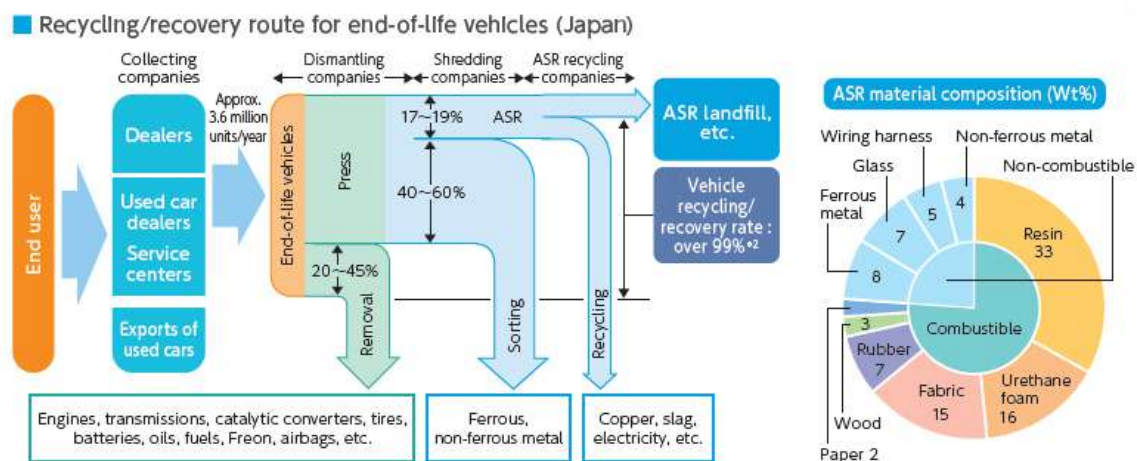 Recycling/recovery route for end-of-life vehicles (Japan)
Collecting
companies
Dismantling
companies
Shredding
companies
ASR recycling
companies
End user
Dealers
Used car
dealers
Service
centers
Exports of
used cars
Approx.
3.6 million
units/year
End-of-life vehicles
Press
17～19%
ASR
40～60%
20～45%
Removal
Sorting
Recycling
ASR landfill,
etc.
Vehicle
recycling/
recovery rate :
over 99%*2
Engines, transmissions, catalytic converters, tires,
batteries, oils, fuels, Freon, airbags, etc.
Ferrous,
non-ferrous metal
Copper, slag,
electricity, etc.
ASR material composition (Wt%)
Wiring harness
Non-ferrous metal
Glass
Non-combustible
Ferrous
metal
4
5
7
8
Resin
33
Combustible
3
Rubber
7
Fabric
15
Urethane
foam
16
Wood
Paper 2